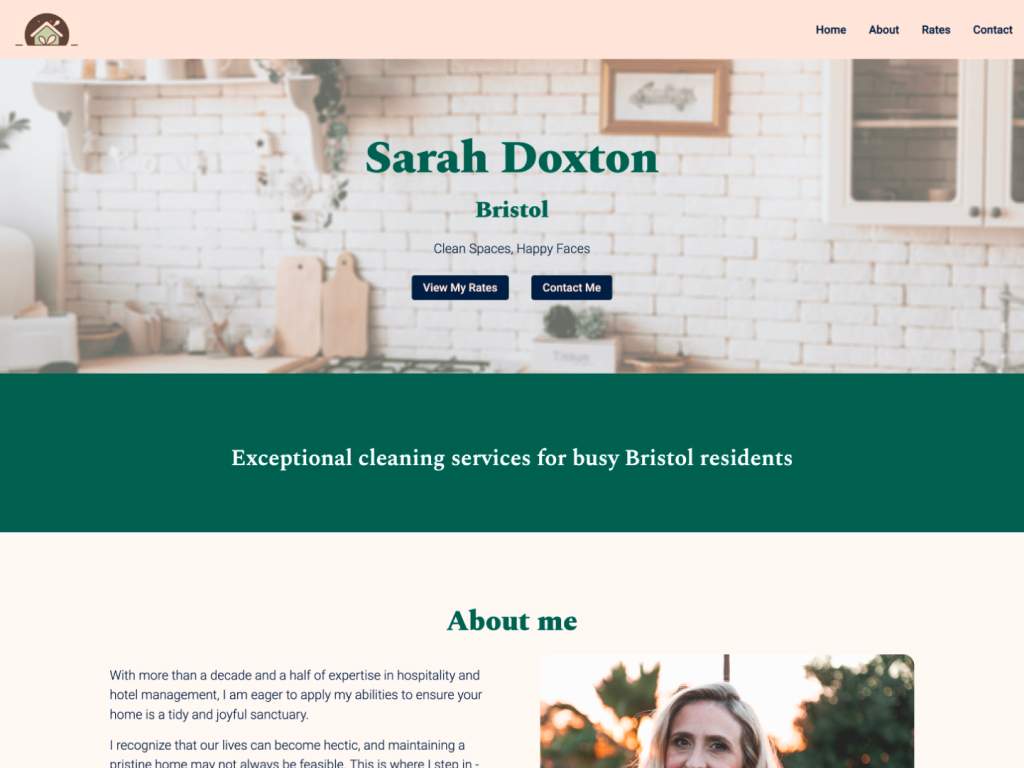 Home About Rates Contact
Sarah Doxton
Bristol
Clean Spaces, Happy Faces
View My Rates Contact Me
Tissue
Exceptional cleaning services for busy Bristol residents
About me
With more than a decade and a half of expertise in hospitality and
hotel management, I am eager to apply my abilities to ensure your
home is a tidy and joyful sanctuary.
I recognize that our lives can become hectic, and maintaining a
pristine home may not always be feasible. This is where I step in -